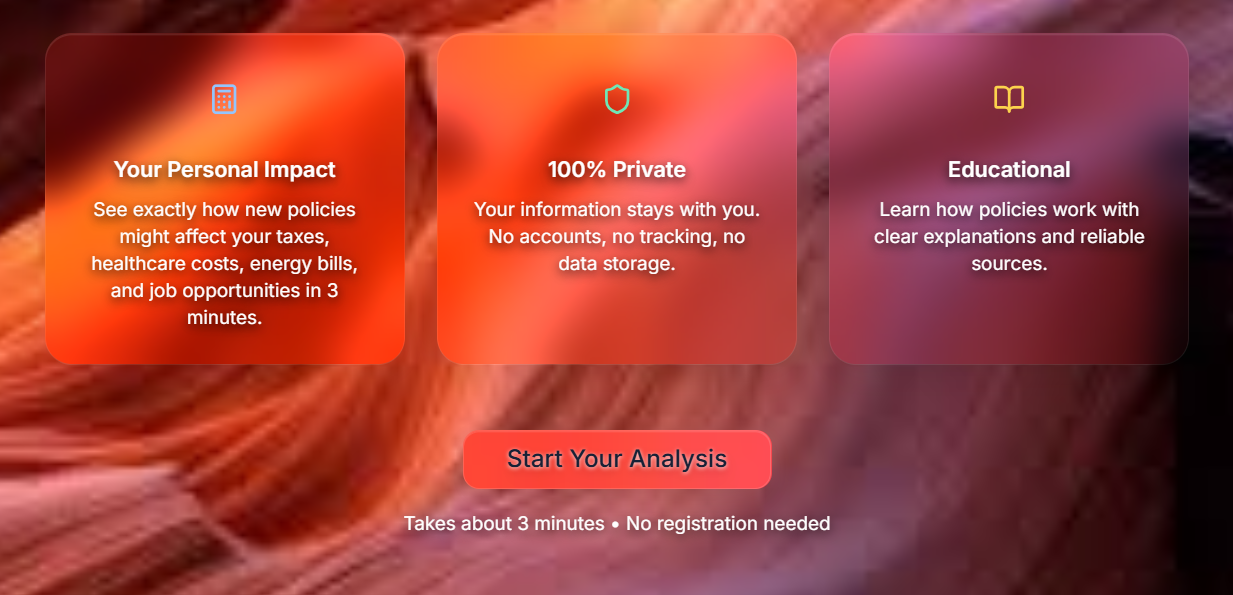 Your Personal Impact
See exactly how new policies
might affect your taxes,
healthcare costs, energy bills,
and job opportunities in 3
minutes.
100% Private
Your information stays with you.
No accounts, no tracking, no
data storage.
Educational
Learn how policies work with
clear explanations and reliable
sources.
Start Your Analysis
Takes about 3 minutes • No registration needed